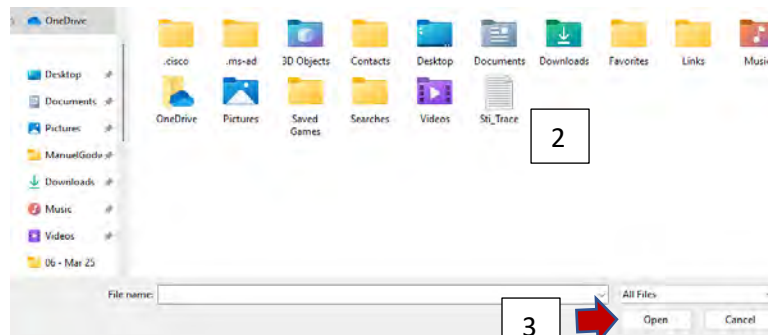 OneDrive
.cisco .ms-ad 3D Objects Contacts Desktop Documents Downloads Favorites Links Music
Desktop
Documents
OneDrive Pictures Saved Games Searches Videos Sti_Trace
2
Pictures
ManuelGode
Downloads
Music
Videos
06 - Mar 25
File name: All Files
3 Open Cancel